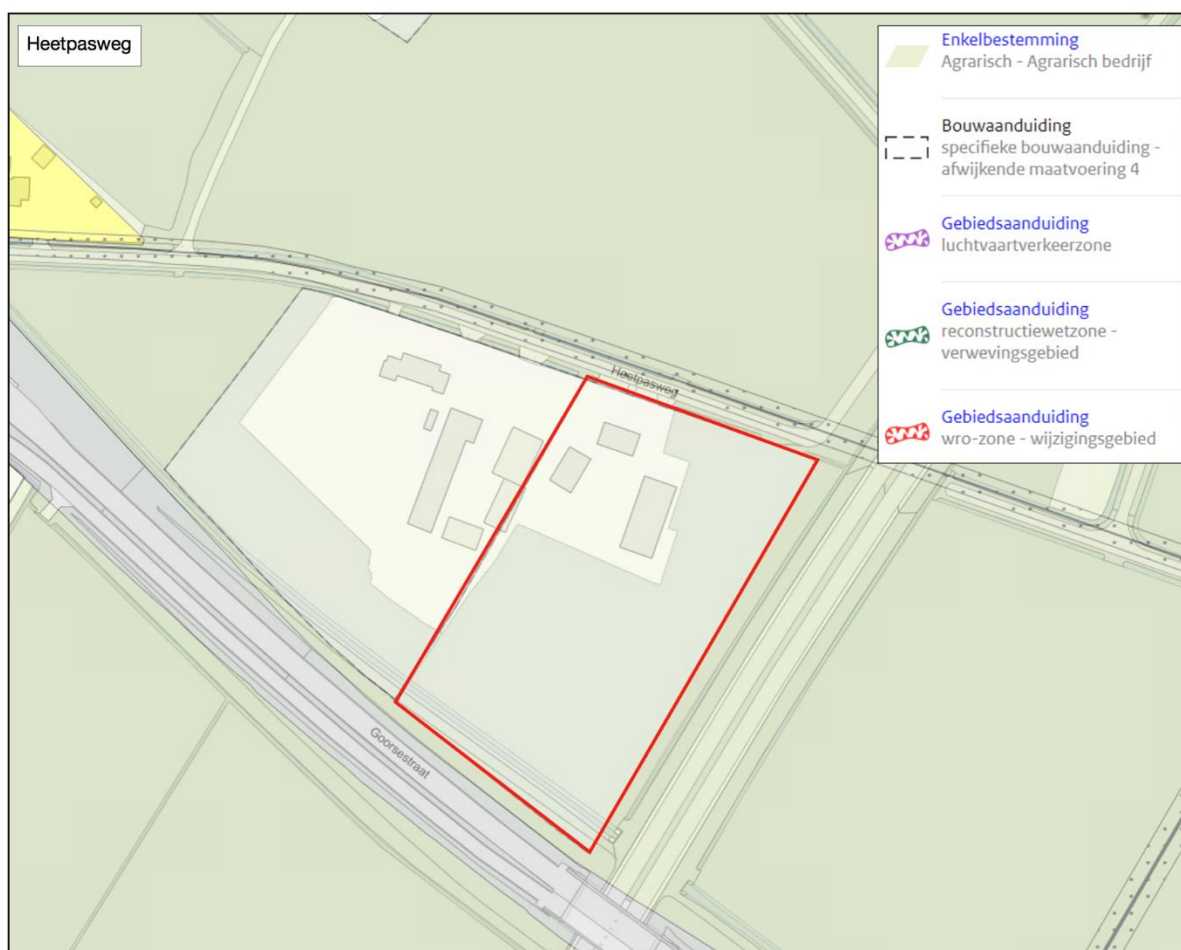 Heetpasweg
Enkelbestemming
Agrarisch - Agrarisch bedrijf
Bouwaanduiding
specifieke bouwaanduiding -
afwijkende maatvoering 4
Gebiedsaanduiding
luchtvaartverkeerzone
Gebiedsaanduiding
reconstructiewetzone -
verwevingsgebied
Gebiedsaanduiding
wro-zone - wijzigingsgebied
Heetpasweg
Goorsestraat